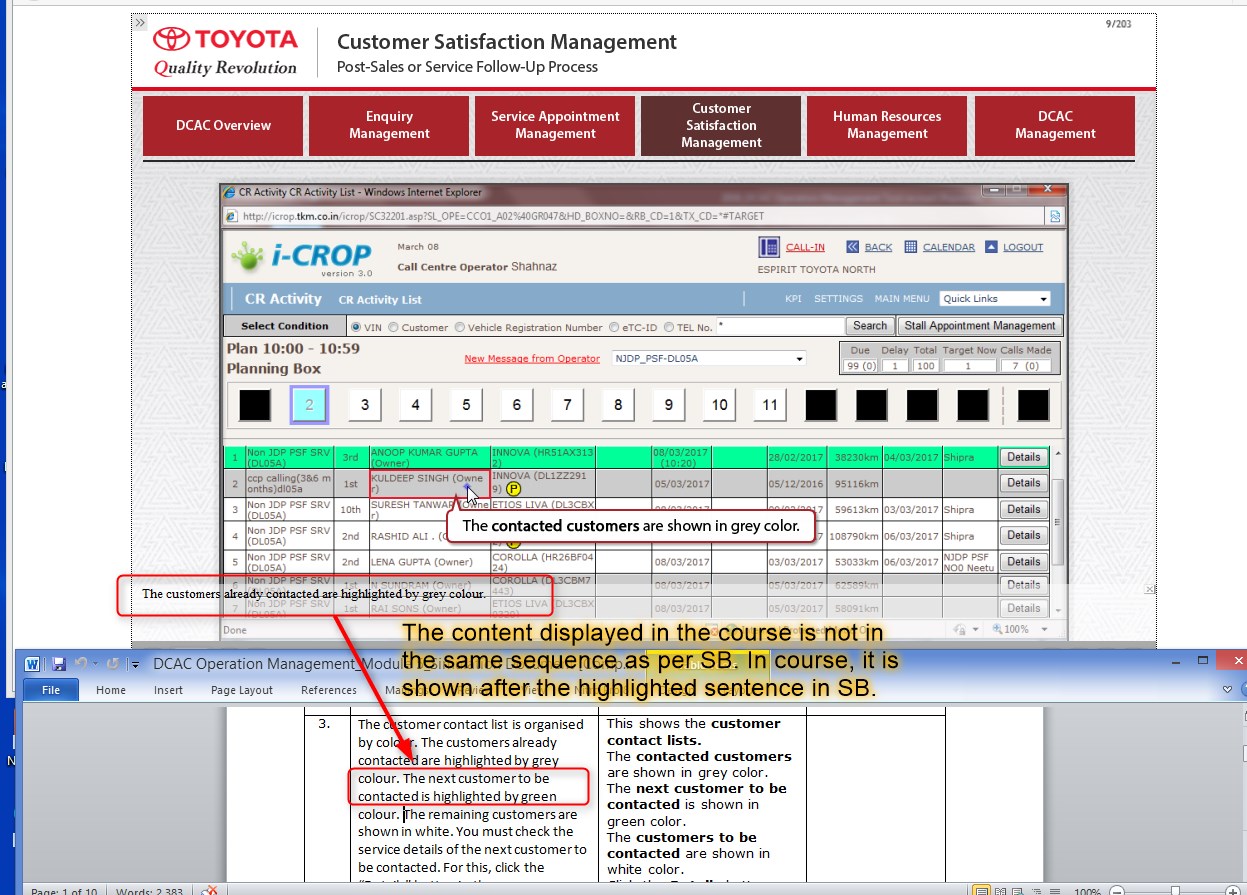 9/203
TOYOTA
Quality Revolution
Customer Satisfaction Management
Post-Sales or Service Follow-Up Process
DCAC Overview
Enquiry
Management
Service Appointment
Management
Customer
Satisfaction
Management
Human Resources
Management
DCAC
Management
CR Activity CR Activity List - Windows Internet Explorer
http://icrop.tkm.co.in/icrop/SC32201.asp?SL_OPE=CCO1_A02%40GR047&HD_BOXNO=&RB_CD=1&TX_CD=*#TARGET
i-CROP
version 3.0
March 08
Call Centre Operator Shahnaz
CALL-IN BACK CALENDAR LOGOUT
ESPIRIT TOYOTA NORTH
CR Activity CR Activity List
KPI SETTINGS MAIN MENU Quick Links
Select Condition VIN Customer Vehicle Registration Number eTC-ID TEL No. * Search Stall Appointment Management
Plan 10:00 - 10:59
Planning Box
New Message from Operator NJDP_PSF-DL05A
Due Delay Total Target Now Calls Made
99 (0) 1 100 1 7 (0)
2 3 4 5 6 7 8 9 10 11
1 Non JDP PSF SRV (DL05A) 3rd ANOOP KUMAR GUPTA (Owner) INNOVA (HR51AX3132) 08/03/2017 (10:20) 28/02/2017 38230km 04/03/2017 Shipra Details
2 ccp calling(3&6 months)dl05a 1st KULDEEP SINGH (Owner) INNOVA (DL1ZZ2919) P 05/03/2017 05/12/2016 95116km Details
3 Non JDP PSF SRV (DL05A) 10th SURESH TANWAR (Owner) ETIOS LIVA (DL3CBX 59613km 03/03/2017 Shipra Details
The contacted customers are shown in grey color.
4 Non JDP PSF SRV (DL05A) 2nd RASHID ALI . ( 108790km 06/03/2017 Shipra Details
5 Non JDP PSF SRV (DL05A) 2nd LENA GUPTA (Owner) COROLLA (HR26BF0424) 08/03/2017 03/03/2017 53033km 06/03/2017 NJDP PSF NO0 Neetu Details
6 Non JDP PSF SRV 1st N SUNDRAM (Owner) COROLLA (DL3CBM7443) 08/03/2017 05/03/2017 62589km Details
The customers already contacted are highlighted by grey colour.
7 Non JDP PSF SRV 1st RAI SONS (Owner) ETIOS LIVA (DL3CBX 08/03/2017 05/03/2017 58091km Details
Done
100%
The content displayed in the course is not in
the same sequence as per SB. In course, it is
shown after the highlighted sentence in SB.
DCAC Operation Management_Module
File Home Insert Page Layout References
3.
The customer contact list is organised
by colour. The customers already
contacted are highlighted by grey
colour. The next customer to be
contacted is highlighted by green
colour. The remaining customers are
shown in white. You must check the
service details of the next customer to
be contacted. For this, click the
This shows the customer
contact lists.
The contacted customers
are shown in grey color.
The next customer to be
contacted is shown in
green color.
The customers to be
contacted are shown in
white color.
Page: 1 of 10 Words: 2,383
100%